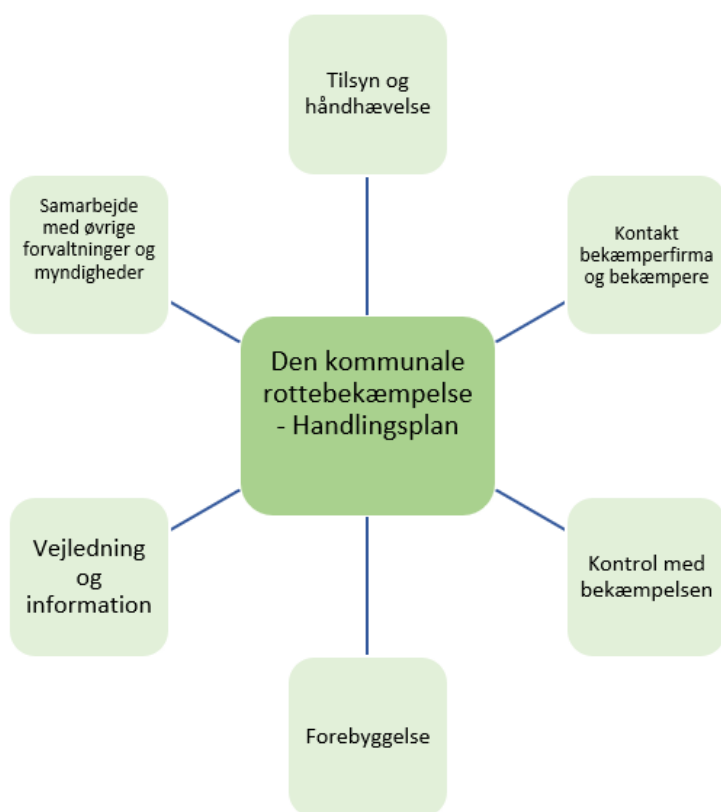 Tilsyn og
håndhævelse
Samarbejde
med øvrige
forvaltninger og
myndigheder
Kontakt
bekæmperfirma
og bekæmpere
Den kommunale
rottebekæmpelse
- Handlingsplan
Vejledning
og
information
Kontrol med
bekæmpelsen
Forebyggelse